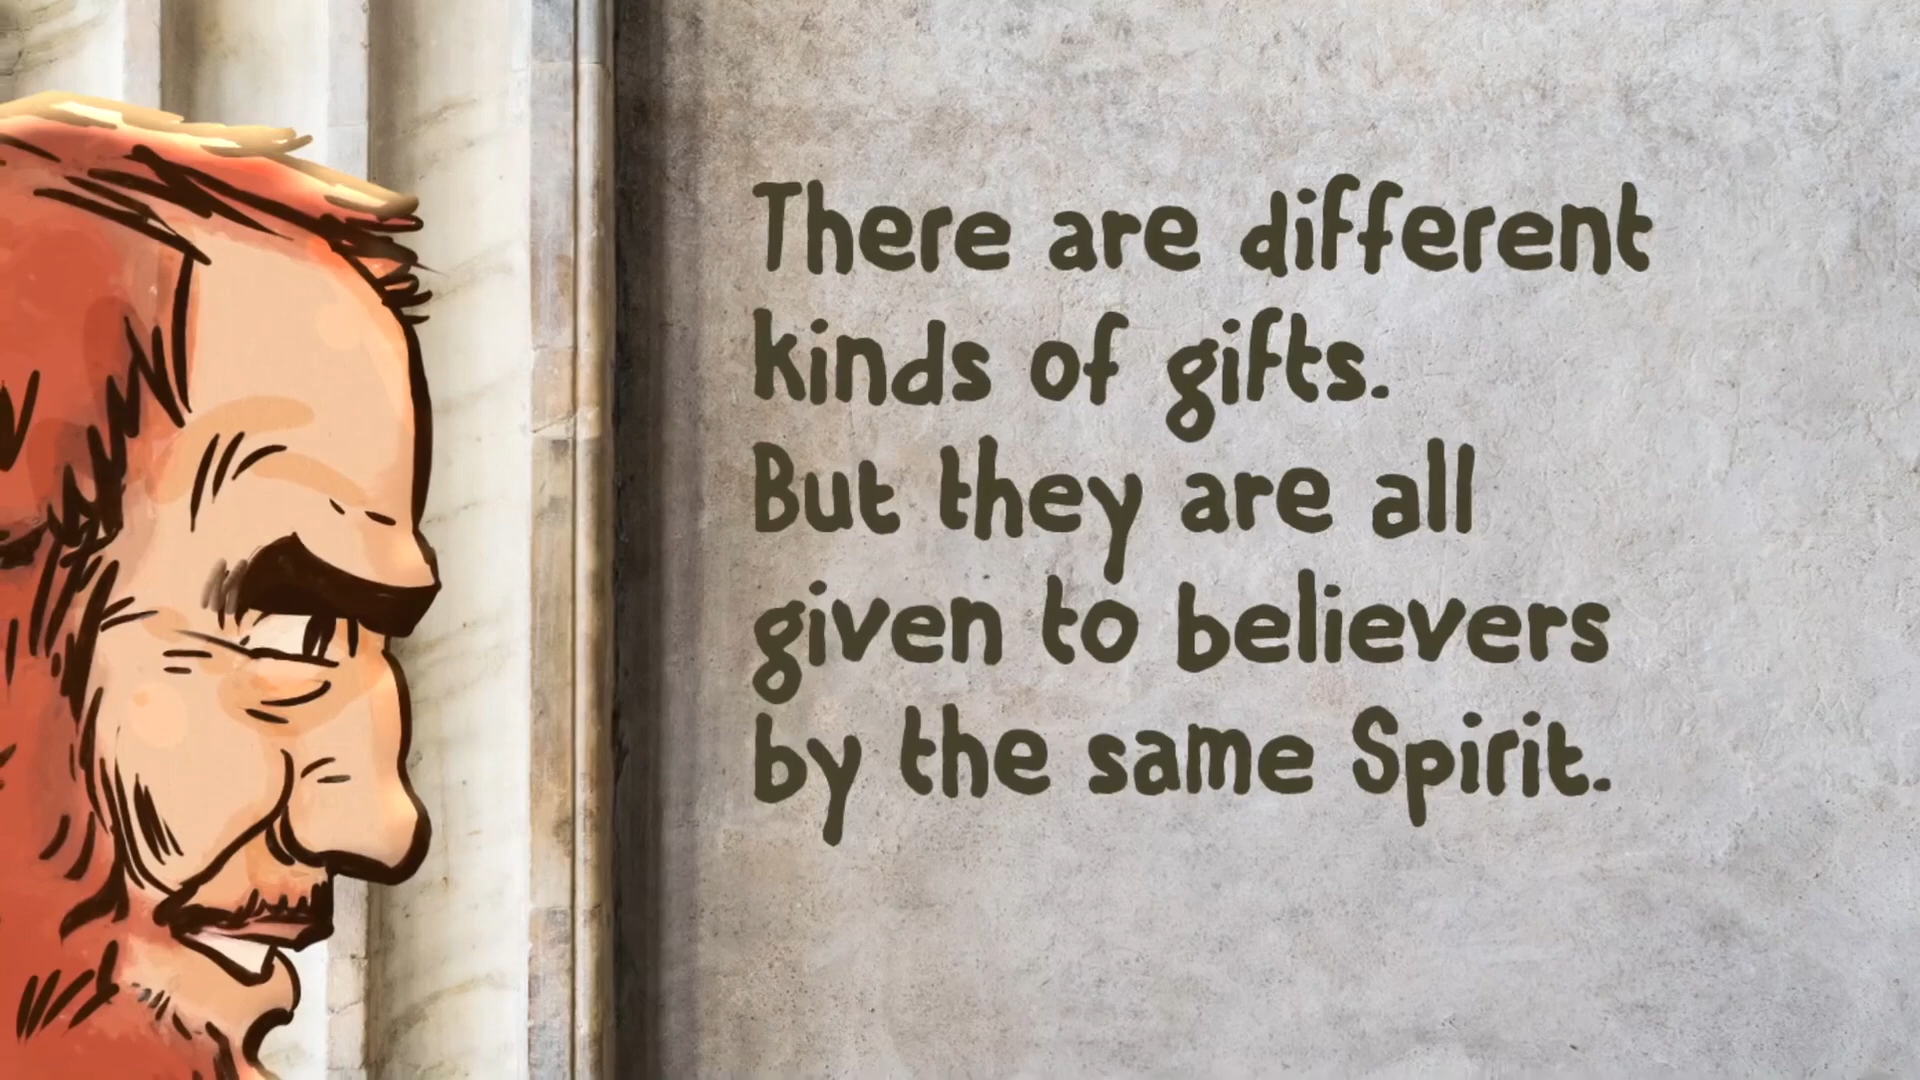 There are different
kinds of gifts.
But they are all
given to believers
by the same Spirit.